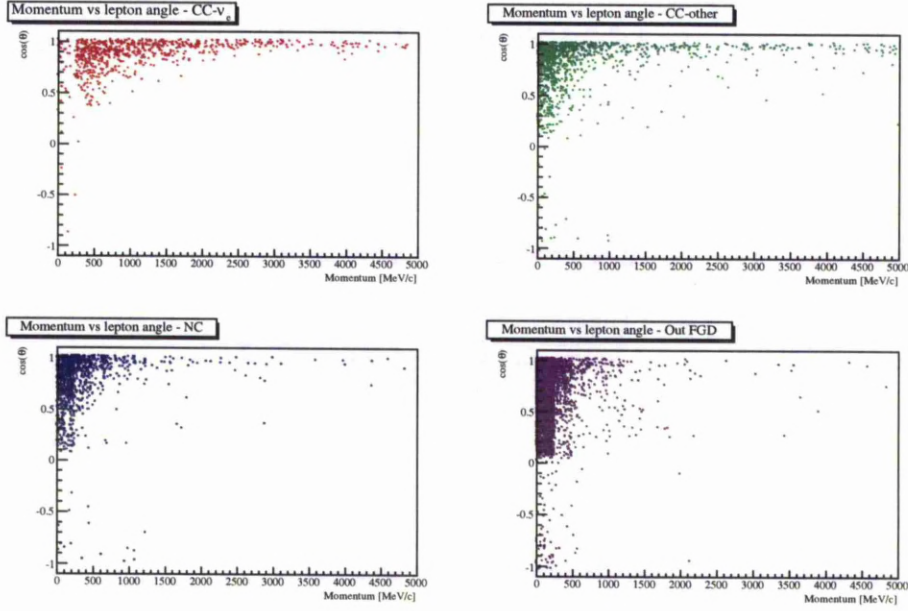 Momentum vs lepton angle - CC-νe
cos(θ)
1
0.5
0
-0.5
-1
0 500 1000 1500 2000 2500 3000 3500 4000 4500 5000
Momentum [MeV/c]
Momentum vs lepton angle - CC-other
cos(θ)
1
0.5
0
-0.5
-1
0 500 1000 1500 2000 2500 3000 3500 4000 4500 5000
Momentum [MeV/c]
Momentum vs lepton angle - NC
cos(θ)
1
0.5
0
-0.5
-1
0 500 1000 1500 2000 2500 3000 3500 4000 4500 5000
Momentum [MeV/c]
Momentum vs lepton angle - Out FGD
cos(θ)
1
0.5
0
-0.5
-1
0 500 1000 1500 2000 2500 3000 3500 4000 4500 5000
Momentum [MeV/c]